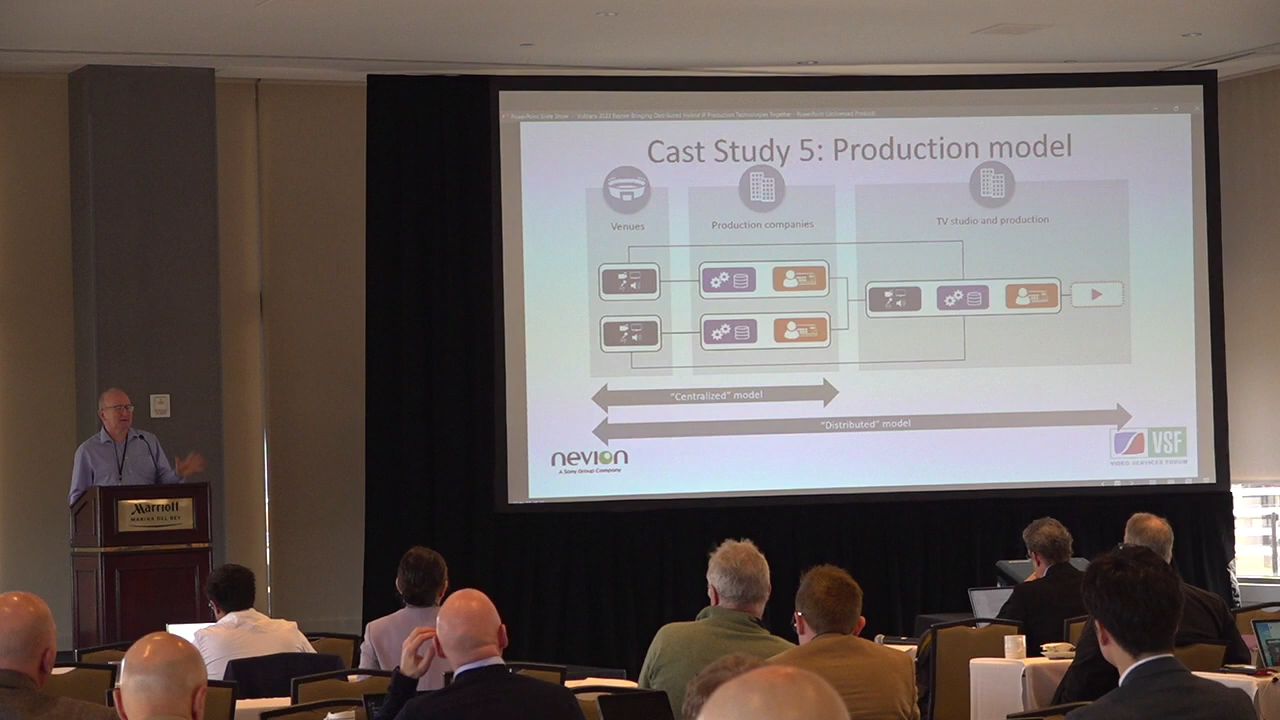 Cast Study 5: Production model
Venues
Production companies
TV studio and production
"Centralized" model
"Distributed" model
nevion
A Sony Group Company
VSF
VIDEO SERVICES FORUM
Marriott
MARINA DEL REY